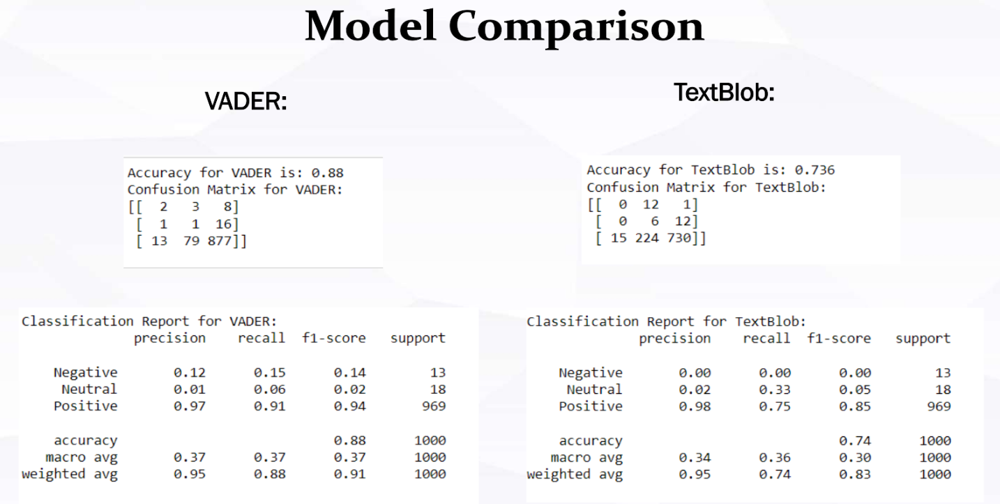 Model Comparison
VADER:
Accuracy for VADER is: 0.88
Confusion Matrix for VADER:
[[  2   3   8]
 [  1   1  16]
 [ 13  79 877]]
Classification Report for VADER:
precision recall f1-score support
Negative 0.12 0.15 0.14 13
Neutral 0.01 0.06 0.02 18
Positive 0.97 0.91 0.94 969
accuracy 0.88 1000
macro avg 0.37 0.37 0.37 1000
weighted avg 0.95 0.88 0.91 1000
TextBlob:
Accuracy for TextBlob is: 0.736
Confusion Matrix for TextBlob:
[[  0  12   1]
 [  0   6  12]
 [ 15 224 730]]
Classification Report for TextBlob:
precision recall f1-score support
Negative 0.00 0.00 0.00 13
Neutral 0.02 0.33 0.05 18
Positive 0.98 0.75 0.85 969
accuracy 0.74 1000
macro avg 0.34 0.36 0.30 1000
weighted avg 0.95 0.74 0.83 1000